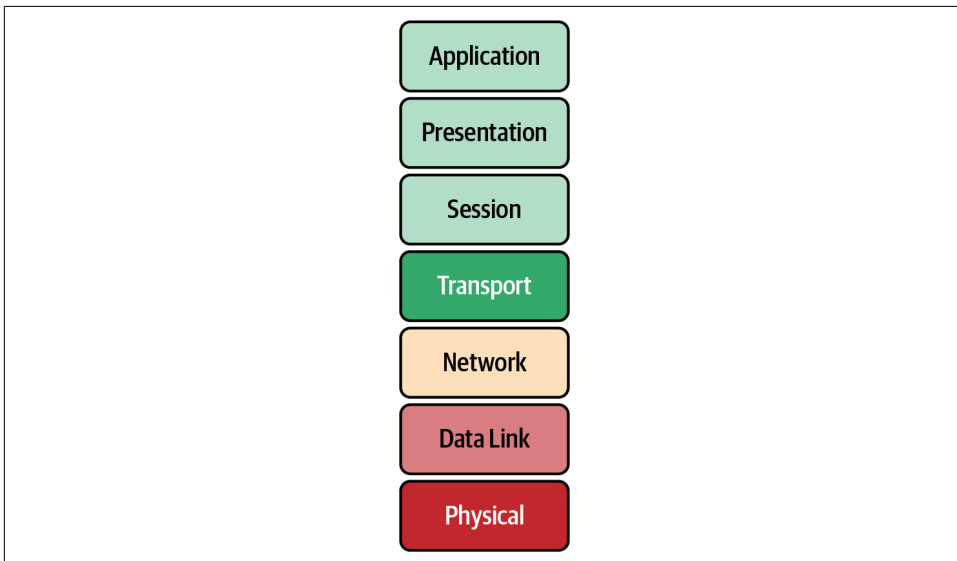 Application
Presentation
Session
Transport
Network
Data Link
Physical